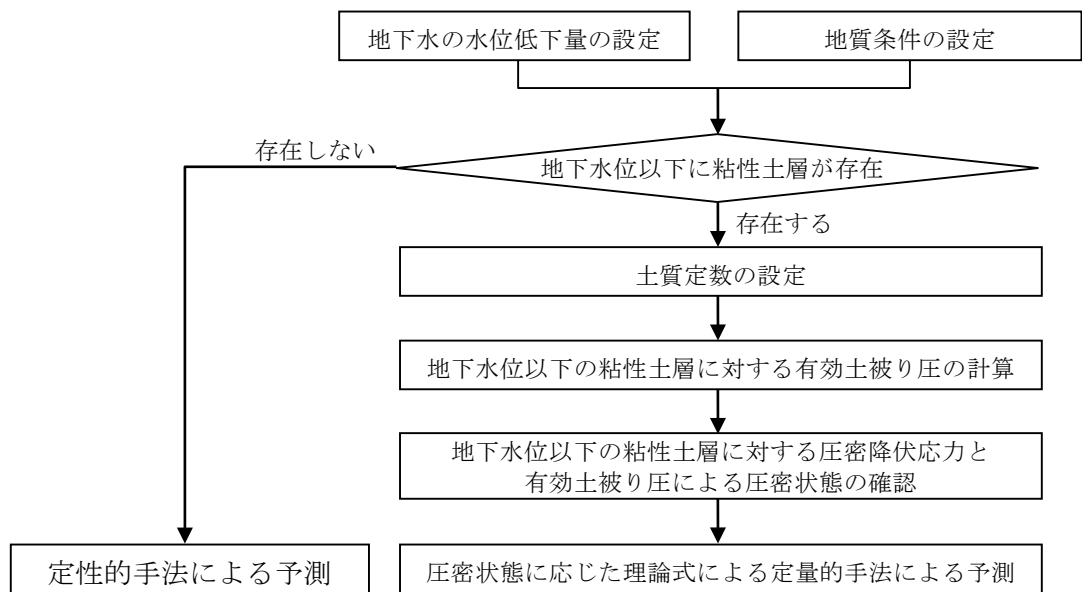 地下水の水位低下量の設定
地質条件の設定
存在しない
地下水位以下に粘性土層が存在
存在する
土質定数の設定
地下水位以下の粘性土層に対する有効土被り圧の計算
地下水位以下の粘性土層に対する圧密降伏応力と
有効土被り圧による圧密状態の確認
定性的手法による予測
圧密状態に応じた理論式による定量的手法による予測